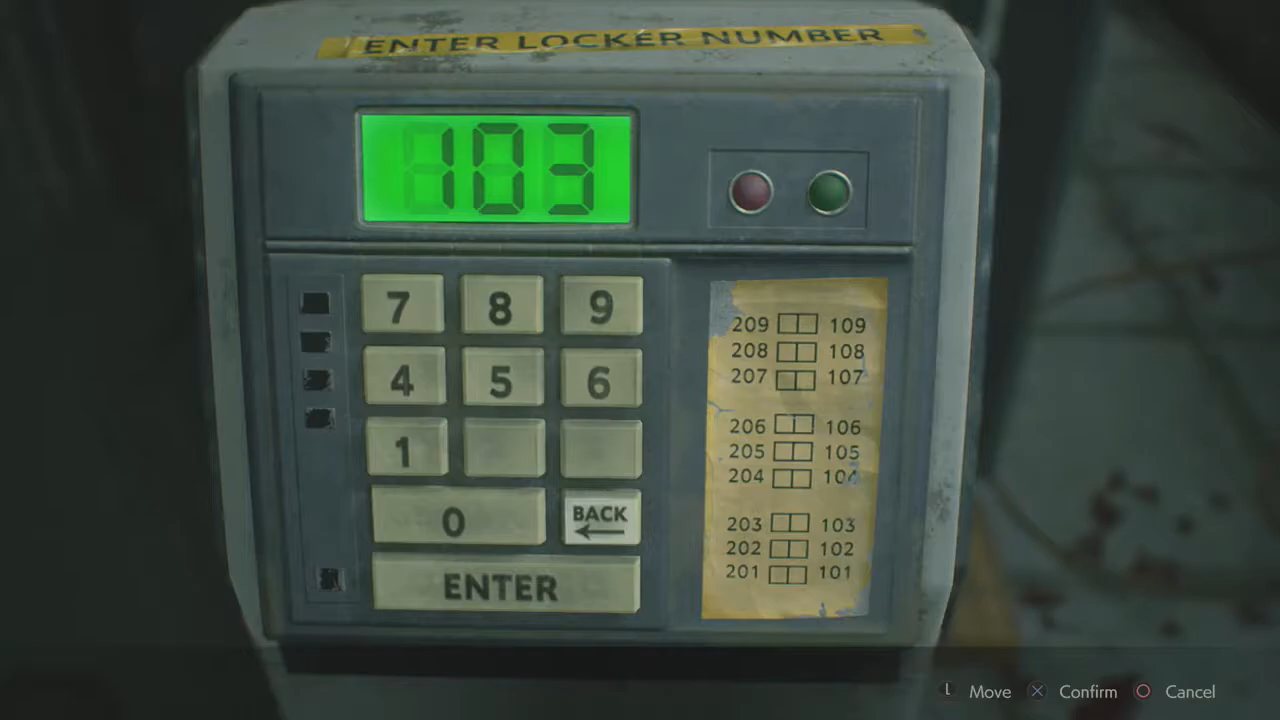 ENTER LOCKER NUMBER
103
7 8 9
4 5 6
1
0 BACK
ENTER
209 109
208 108
207 107
206 106
205 105
204 104
203 103
202 102
201 101
L Move Confirm Cancel